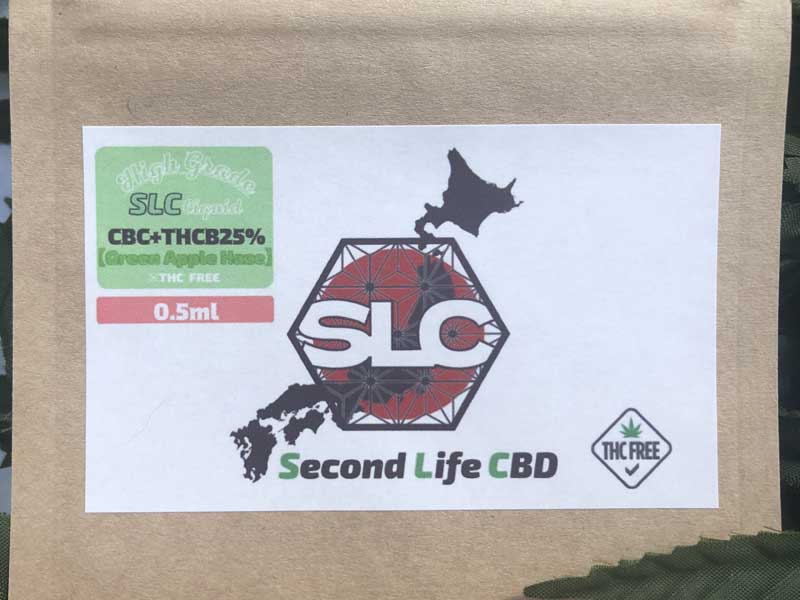 High Grade
SLC Liquid
CBC+THCB25%
【Green Apple Haze】
THC FREE
0.5ml
SLC
Second Life CBD
THC FREE